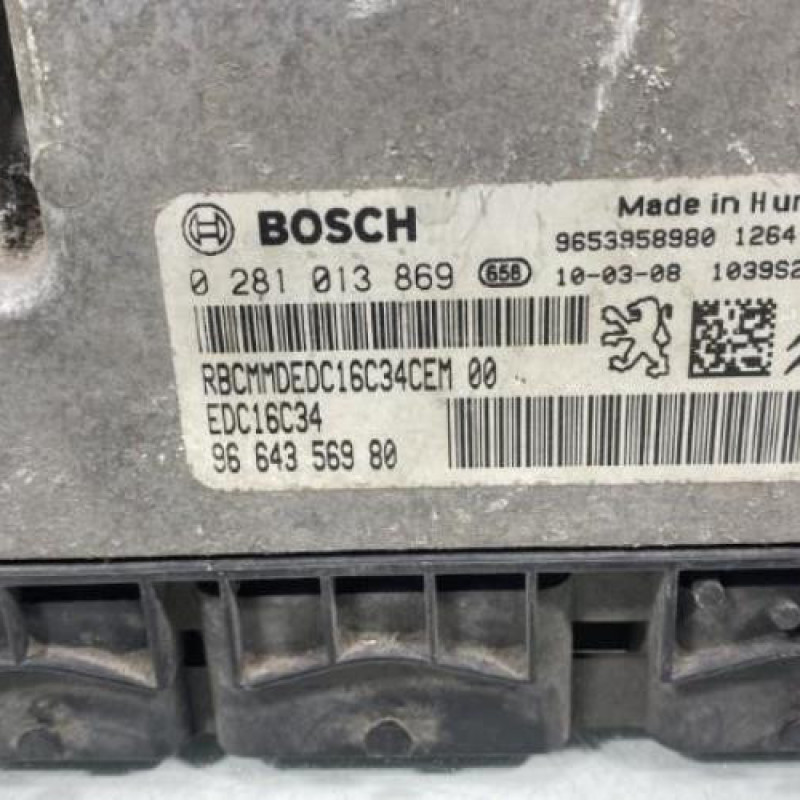 BOSCH
Made in Hun
9653958980 1264
0 281 013 869 658 10-03-08 1039S2
RBCMMDEDC16C34CEM 00
EDC16C34
96 643 569 80